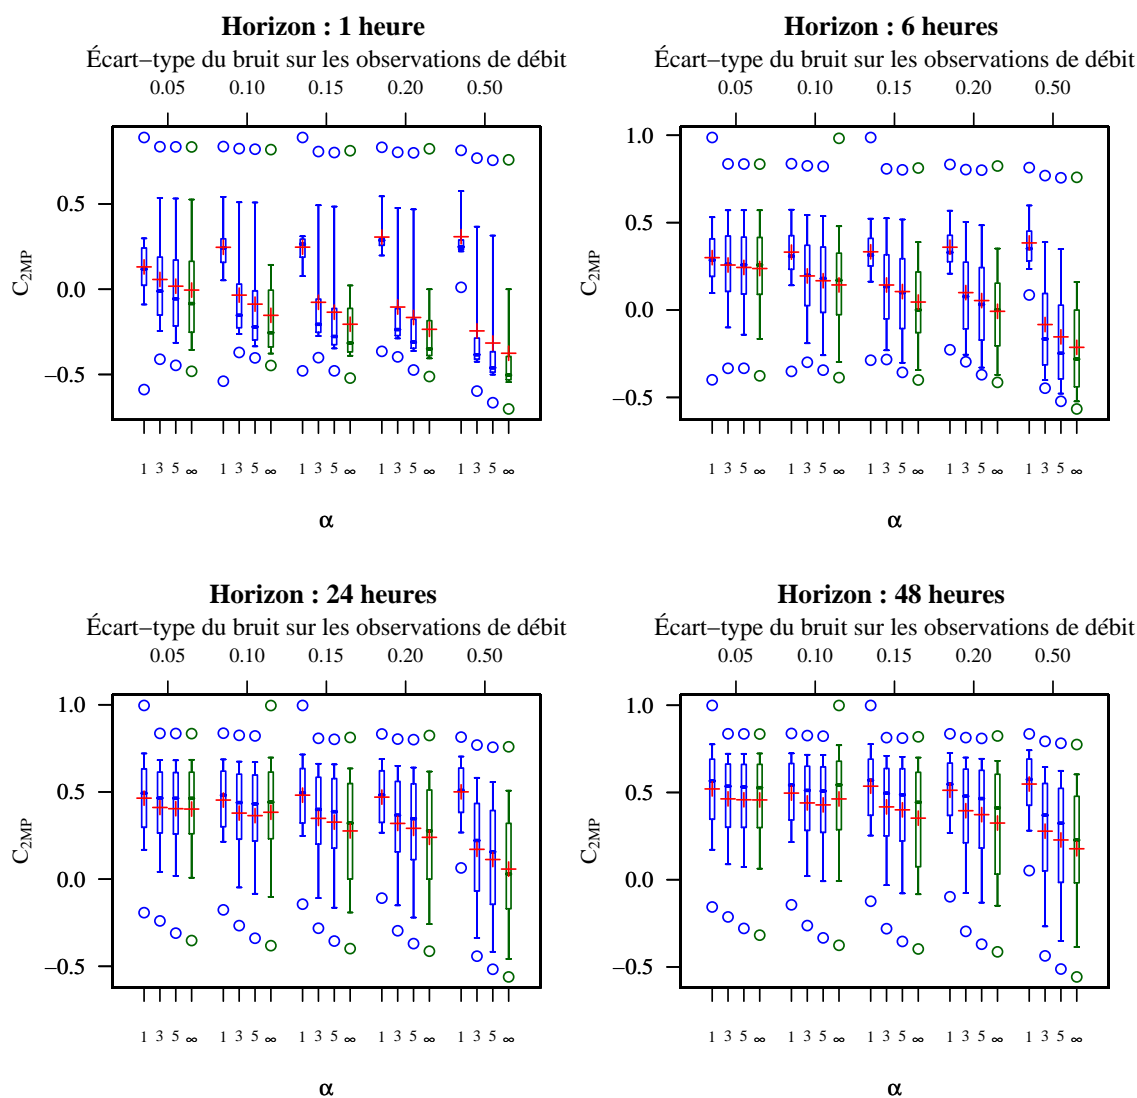 Horizon : 1 heure
Écart−type du bruit sur les observations de débit
0.05 0.10 0.15 0.20 0.50
C2MP
0.5
0.0
−0.5
1 3 5 ∞ 1 3 5 ∞ 1 3 5 ∞ 1 3 5 ∞ 1 3 5 ∞
α
Horizon : 6 heures
Écart−type du bruit sur les observations de débit
0.05 0.10 0.15 0.20 0.50
C2MP
1.0
0.5
0.0
−0.5
1 3 5 ∞ 1 3 5 ∞ 1 3 5 ∞ 1 3 5 ∞ 1 3 5 ∞
α
Horizon : 24 heures
Écart−type du bruit sur les observations de débit
0.05 0.10 0.15 0.20 0.50
C2MP
1.0
0.5
0.0
−0.5
1 3 5 ∞ 1 3 5 ∞ 1 3 5 ∞ 1 3 5 ∞ 1 3 5 ∞
α
Horizon : 48 heures
Écart−type du bruit sur les observations de débit
0.05 0.10 0.15 0.20 0.50
C2MP
1.0
0.5
0.0
−0.5
1 3 5 ∞ 1 3 5 ∞ 1 3 5 ∞ 1 3 5 ∞ 1 3 5 ∞
α